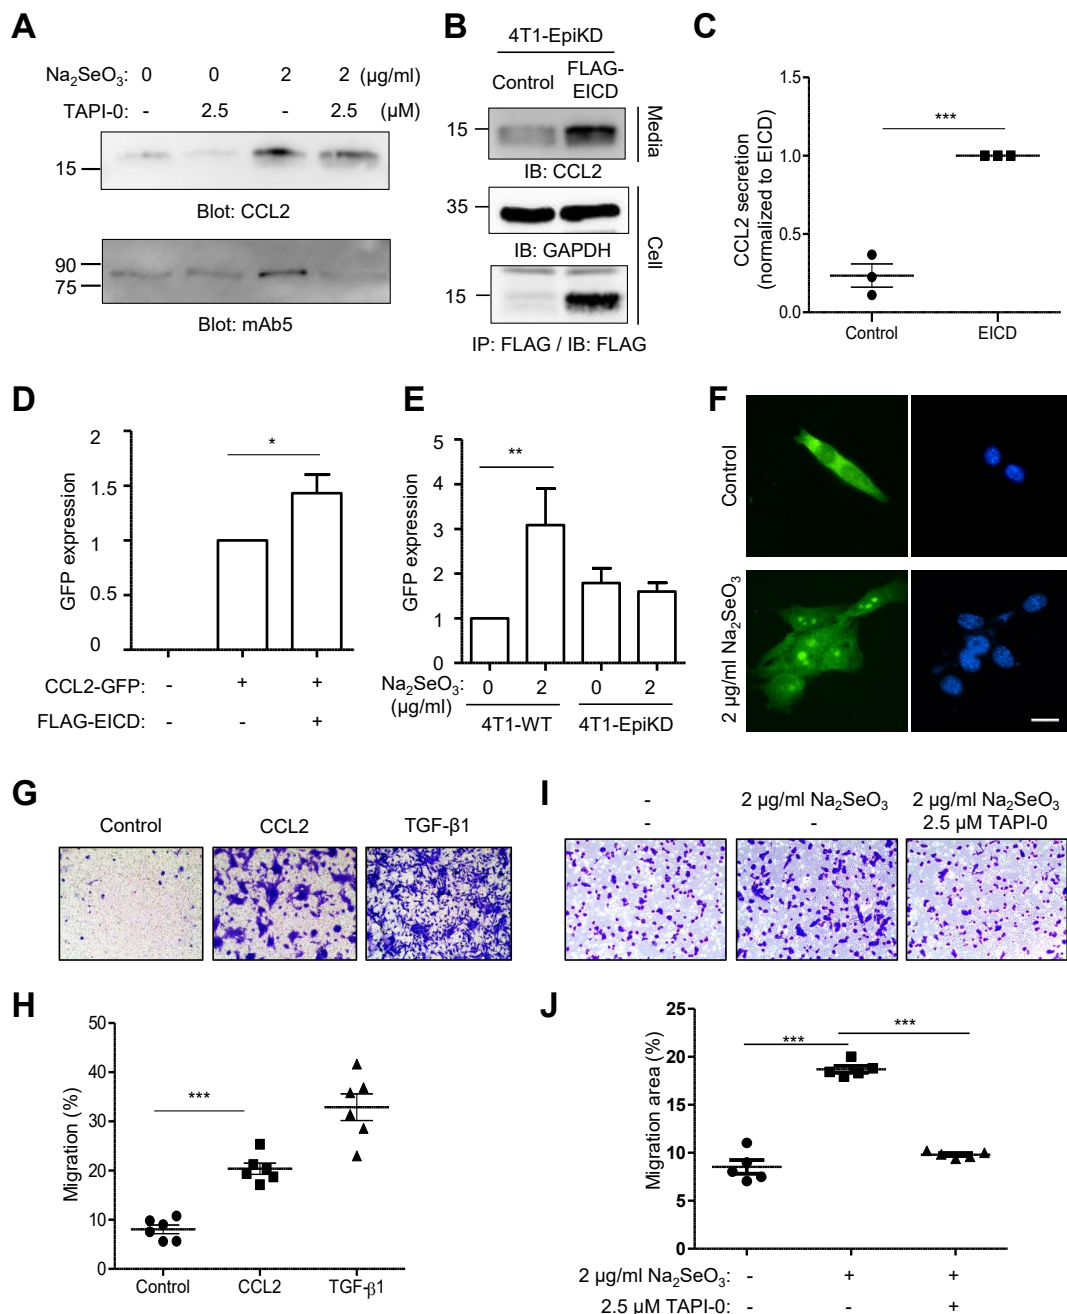 A
Na₂SeO₃: 0 0 2 2 (µg/ml)
TAPI-0: - 2.5 - 2.5 (µM)
15
Blot: CCL2
90
75
Blot: mAb5
B
4T1-EpiKD
Control FLAG-EICD
15
Media
IB: CCL2
35
IB: GAPDH
Cell
15
IP: FLAG / IB: FLAG
C
CCL2 secretion
(normalized to EICD)
1.5
1.0
0.5
0.0
***
Control EICD
D
GFP expression
2
1.5
1
0.5
0
*
CCL2-GFP: - + +
FLAG-EICD: - - +
E
GFP expression
5
4
3
2
1
0
**
Na₂SeO₃: 0 2 0 2
(µg/ml)
4T1-WT 4T1-EpiKD
F
Control
2 µg/ml Na₂SeO₃
G
Control CCL2 TGF-β1
H
Migration (%)
50
40
30
20
10
0
***
Control CCL2 TGF-β1
I
- 2 µg/ml Na₂SeO₃ 2 µg/ml Na₂SeO₃
- - 2.5 µM TAPI-0
J
Migration area (%)
25
20
15
10
5
0
*** ***
2 µg/ml Na₂SeO₃: - + +
2.5 µM TAPI-0: - - +